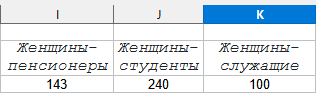 I J K
Женщины- Женщины- Женщины-
пенсионеры студенты служащие
143 240 100